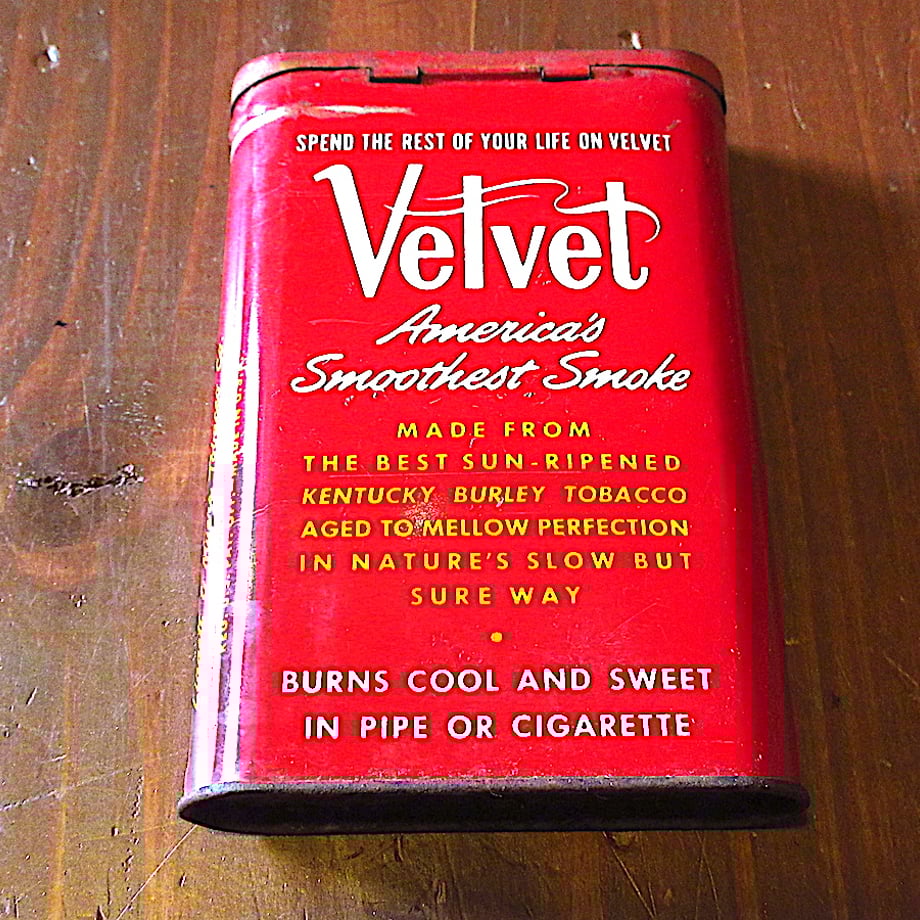 SPEND THE REST OF YOUR LIFE ON VELVET
Velvet
America's
Smoothest Smoke
MADE FROM
THE BEST SUN-RIPENED
KENTUCKY BURLEY TOBACCO
AGED TO MELLOW PERFECTION
IN NATURE'S SLOW BUT
SURE WAY
BURNS COOL AND SWEET
IN PIPE OR CIGARETTE